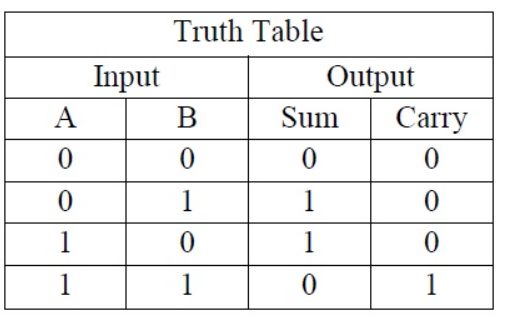 Truth Table
Input Output
A B Sum Carry
0 0 0 0
0 1 1 0
1 0 1 0
1 1 0 1